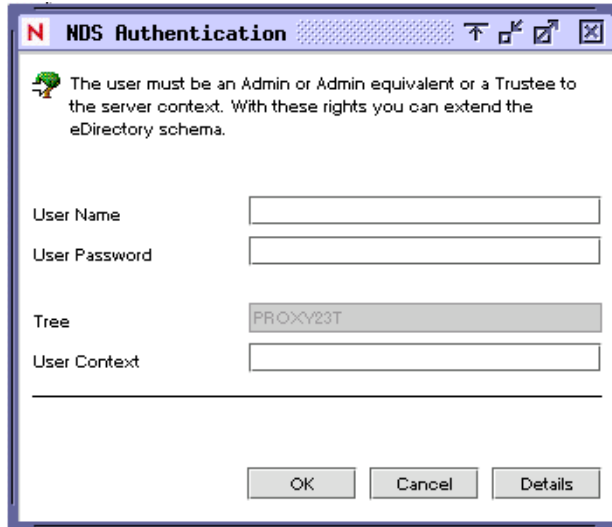 N NDS Authentication
The user must be an Admin or Admin equivalent or a Trustee to
the server context. With these rights you can extend the
eDirectory schema.
User Name
User Password
Tree PROXY23T
User Context
OK Cancel Details